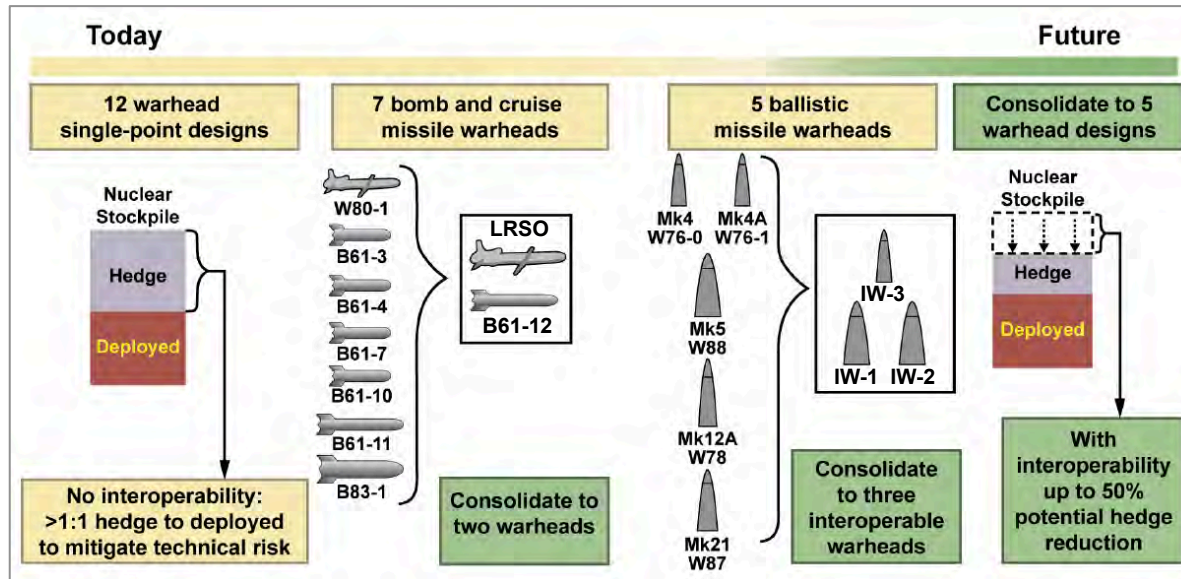 Today
Future
12 warhead
single-point designs
7 bomb and cruise
missile warheads
5 ballistic
missile warheads
Consolidate to 5
warhead designs
Nuclear
Stockpile
Hedge
Deployed
No interoperability:
>1:1 hedge to deployed
to mitigate technical risk
W80-1
B61-3
B61-4
B61-7
B61-10
B61-11
B83-1
LRSO
B61-12
Consolidate to
two warheads
Mk4
W76-0
Mk4A
W76-1
Mk5
W88
Mk12A
W78
Mk21
W87
IW-3
IW-1
IW-2
Consolidate
to three
interoperable
warheads
Nuclear
Stockpile
Hedge
Deployed
With
interoperability
up to 50%
potential hedge
reduction